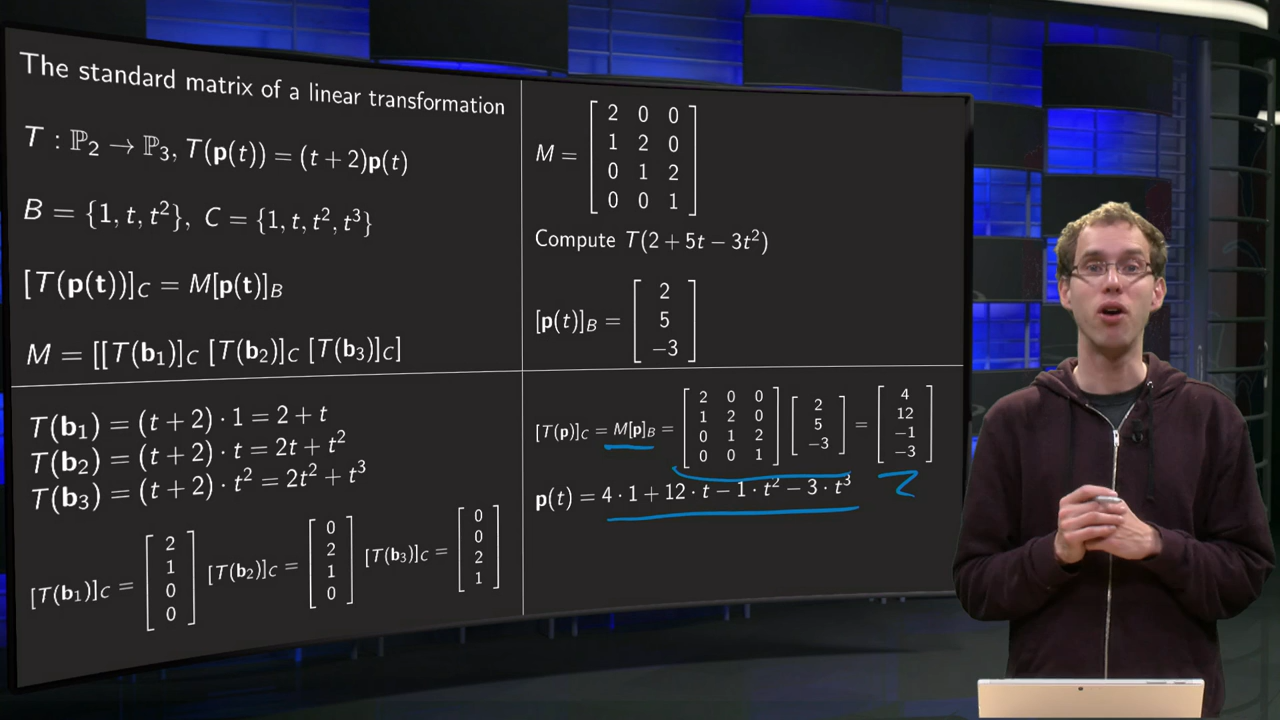 The standard matrix of a linear transformation
T : ℙ₂ → ℙ₃, T(p(t)) = (t + 2)p(t)
B = {1, t, t²}, C = {1, t, t², t³}
[T(p(t))]_C = M[p(t)]_B
M = [[T(b₁)]_C [T(b₂)]_C [T(b₃)]_C]
T(b₁) = (t + 2) · 1 = 2 + t
T(b₂) = (t + 2) · t = 2t + t²
T(b₃) = (t + 2) · t² = 2t² + t³
[T(b₁)]_C = [2 1 0 0] [T(b₂)]_C = [0 2 1 0] [T(b₃)]_C = [0 0 2 1]
M =
2 0 0
1 2 0
0 1 2
0 0 1
Compute T(2 + 5t − 3t²)
[p(t)]_B =
2
5
−3
[T(p)]_C = M[p]_B =
2 0 0 2 4
1 2 0 5 12
0 1 2 −3 = −1
0 0 1 −3
p(t) = 4 · 1 + 12 · t − 1 · t² − 3 · t³